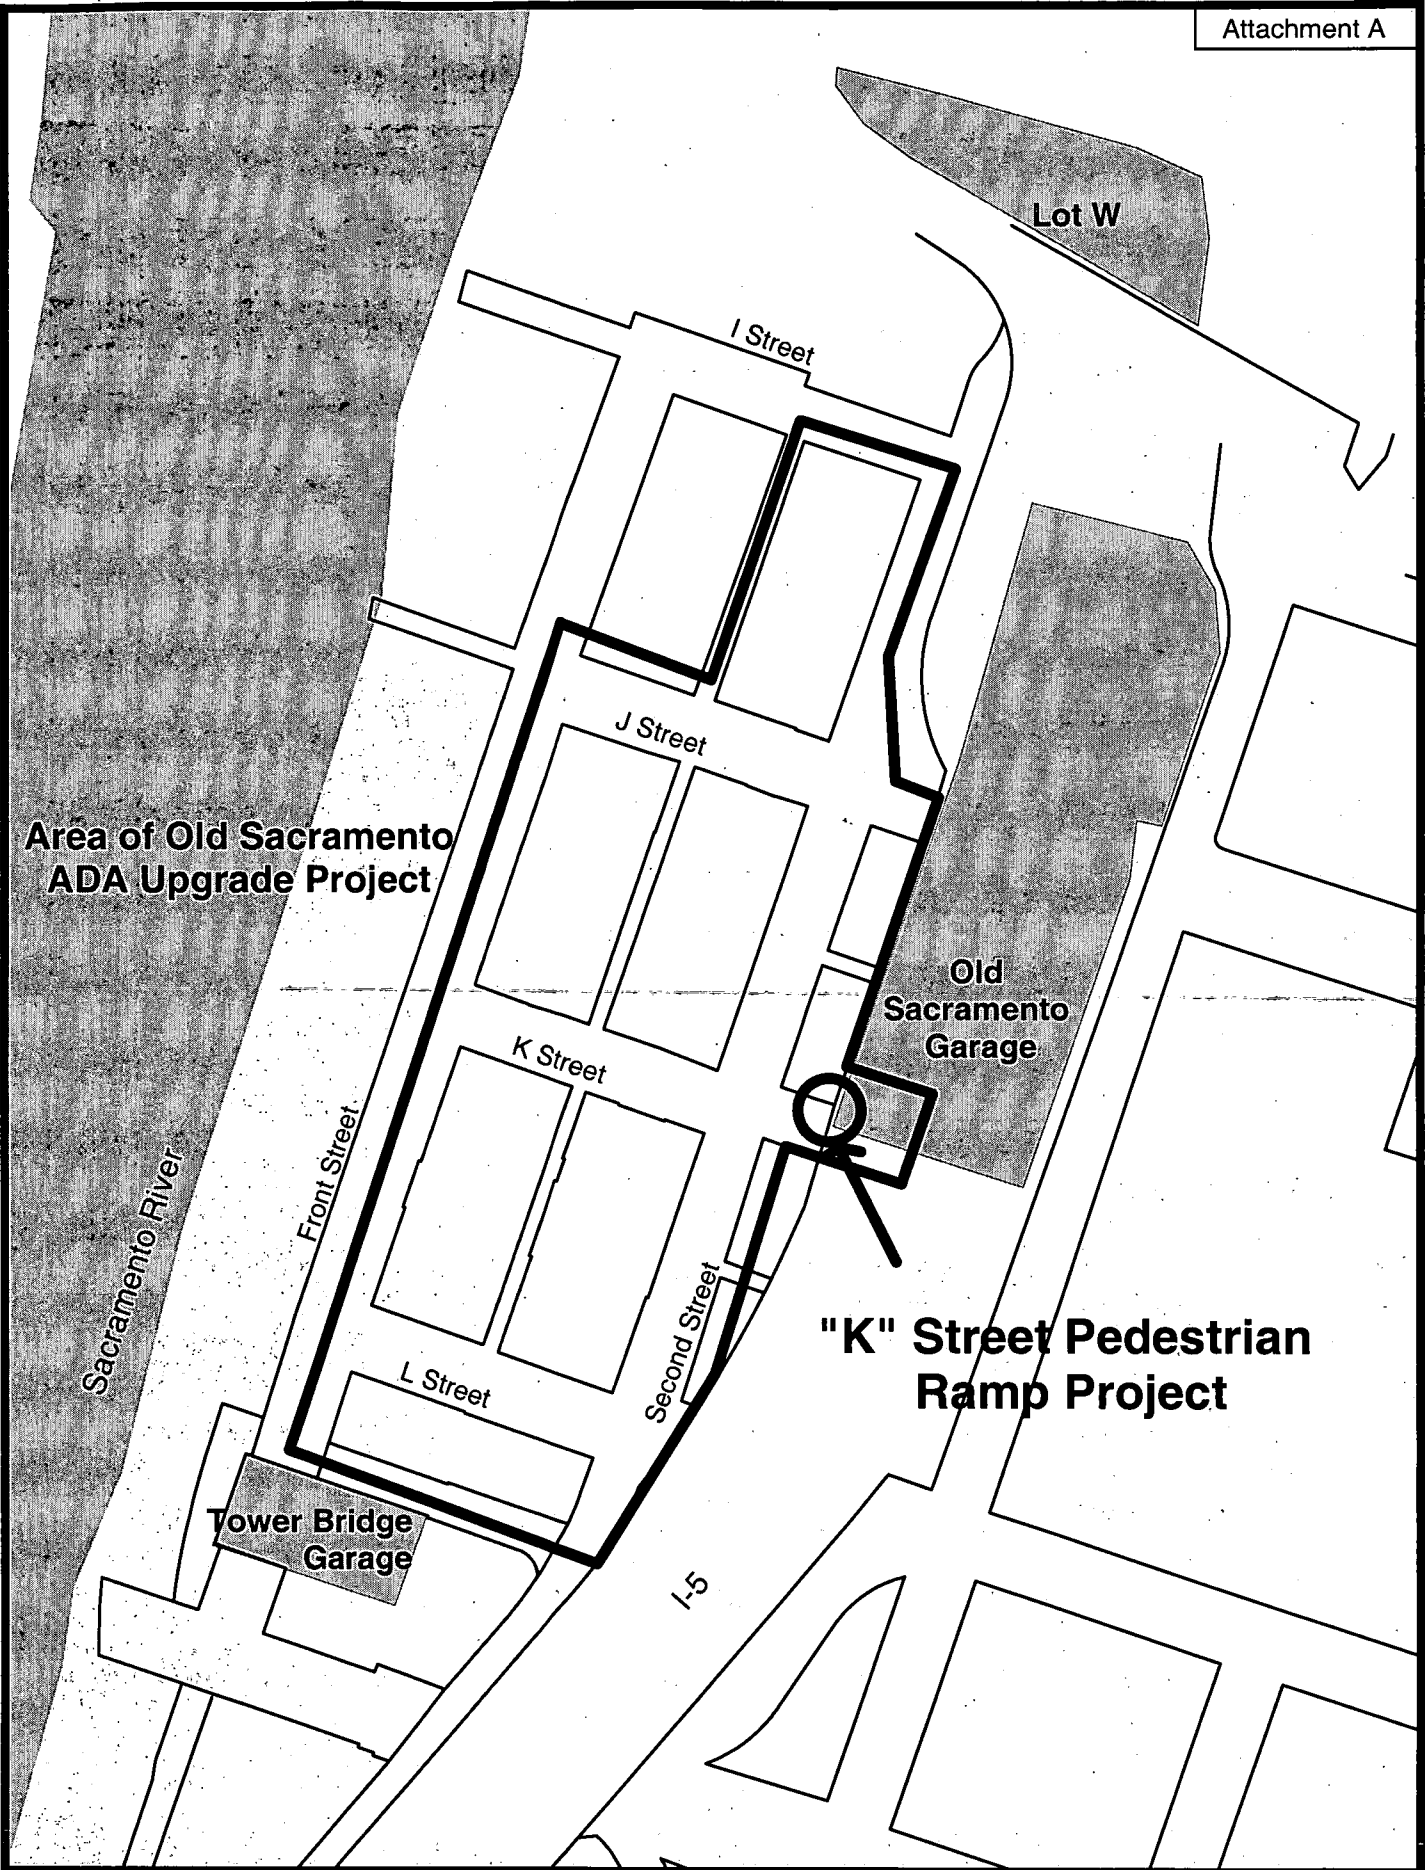 Attachment A
Lot W
I Street
J Street
Area of Old Sacramento
ADA Upgrade Project
Old
Sacramento
Garage
K Street
Front Street
Sacramento River
Second Street
"K" Street Pedestrian
Ramp Project
L Street
Tower Bridge
Garage
I-5